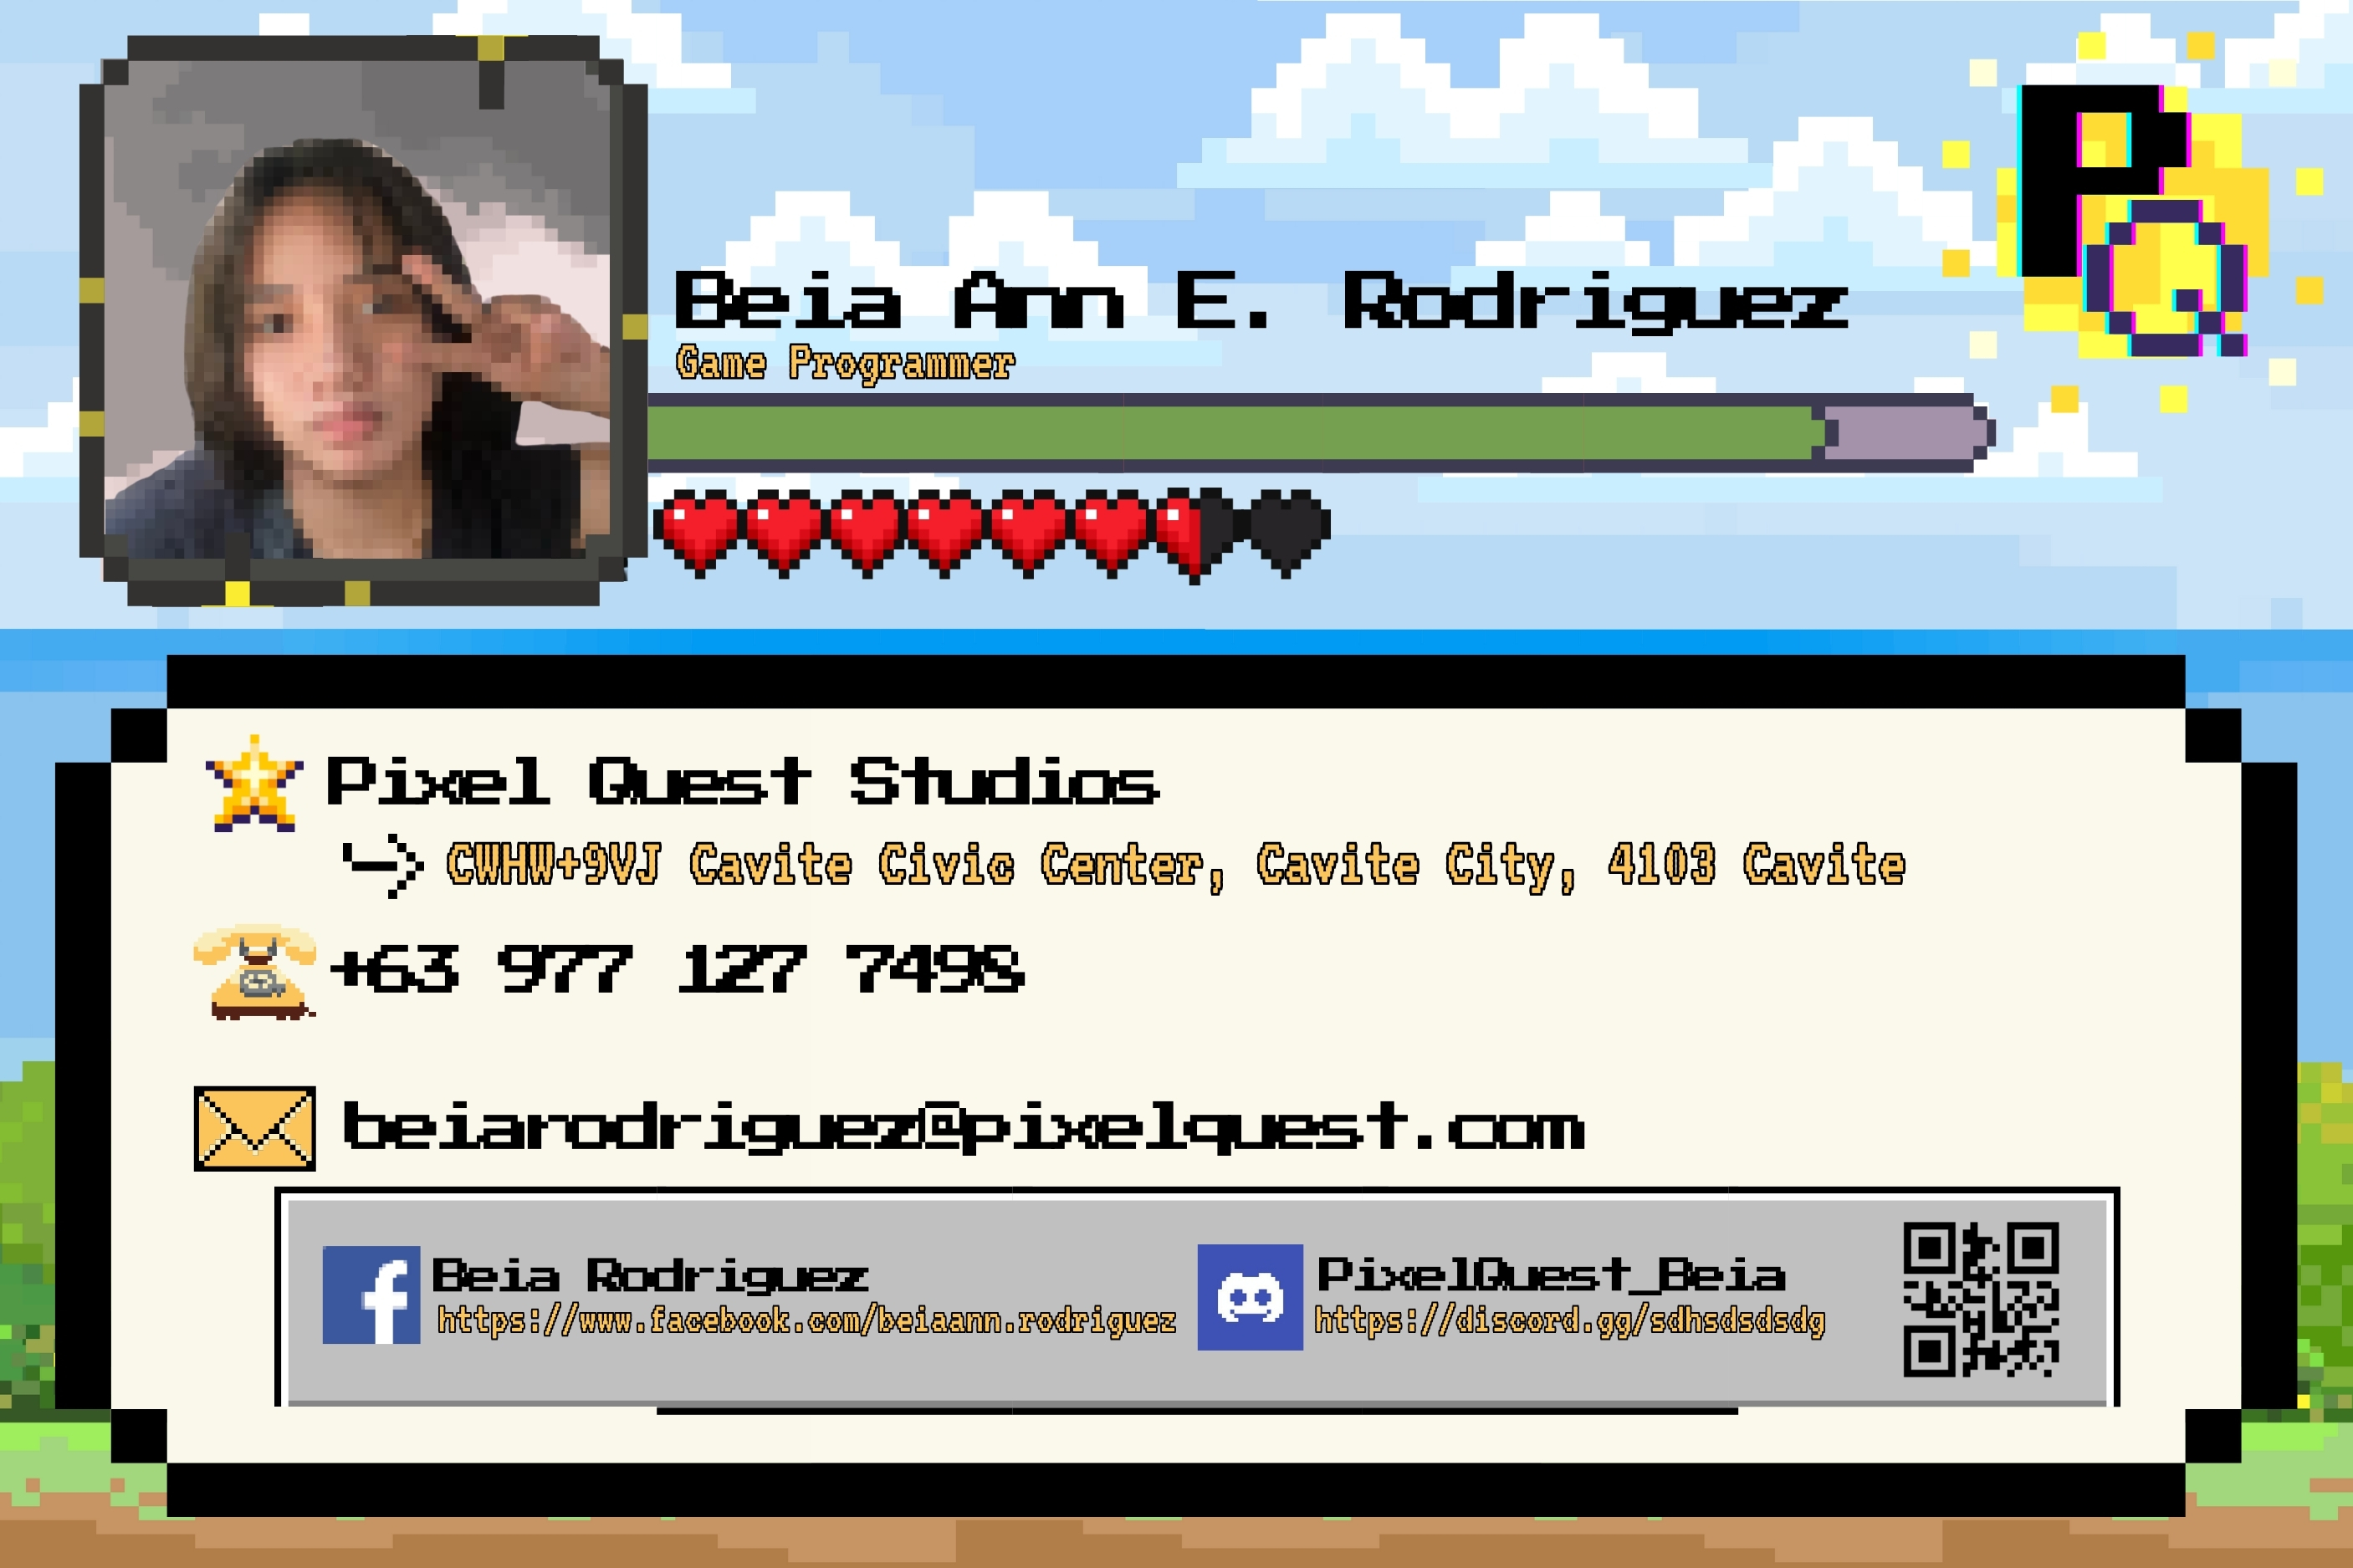 P
Q
Beia Ann E. Rodriguez
Game Programmer
Pixel Quest Studios
CWHW+9VJ Cavite Civic Center, Cavite City, 4103 Cavite
+63 977 127 7498
beiarodriguez@pixelquest.com
Beia Rodriguez
https://www.facebook.com/beiaann.rodriguez
PixelQuest_Beia
https://discord.gg/sdhsdsdsdg